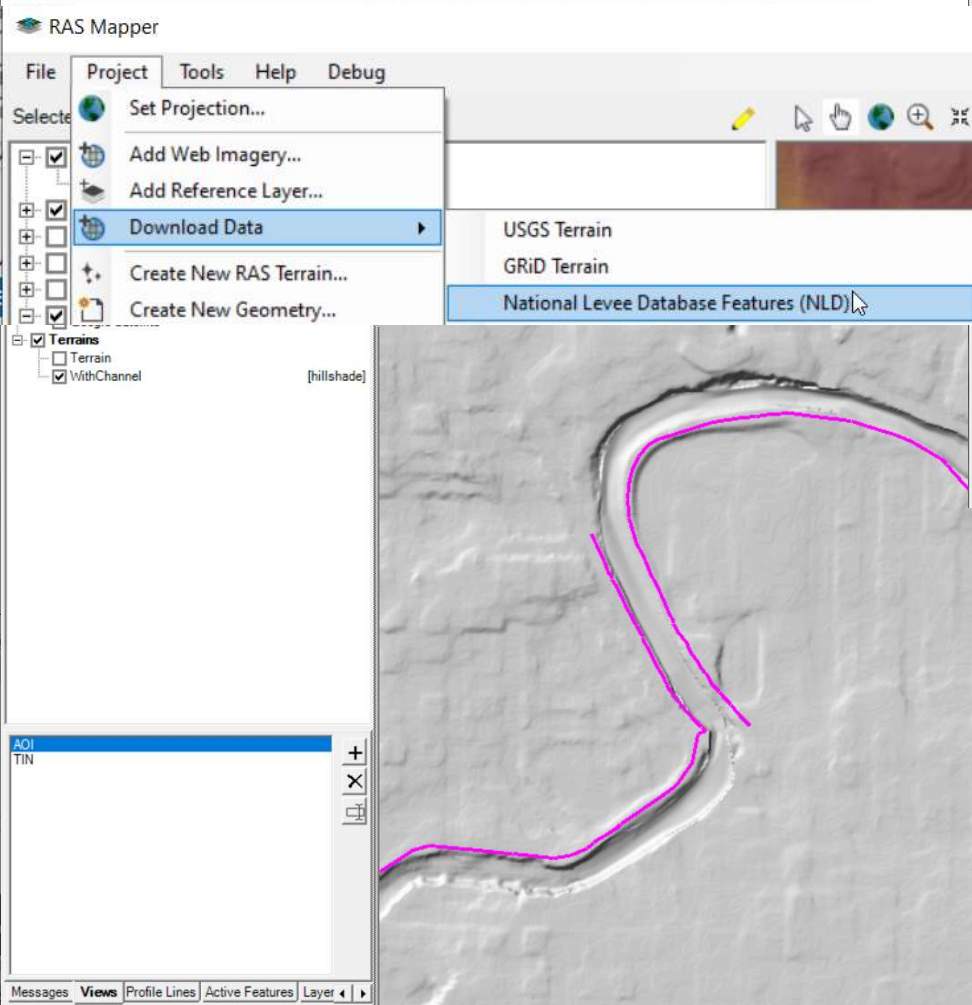 RAS Mapper
File Project Tools Help Debug
Selecte
Set Projection...
Add Web Imagery...
Add Reference Layer...
Download Data
USGS Terrain
GRiD Terrain
Create New RAS Terrain...
National Levee Database Features (NLD)
Create New Geometry...
Terrains
Terrain
WithChannel [hillshade]
AOI
TIN
Messages Views Profile Lines Active Features Layer